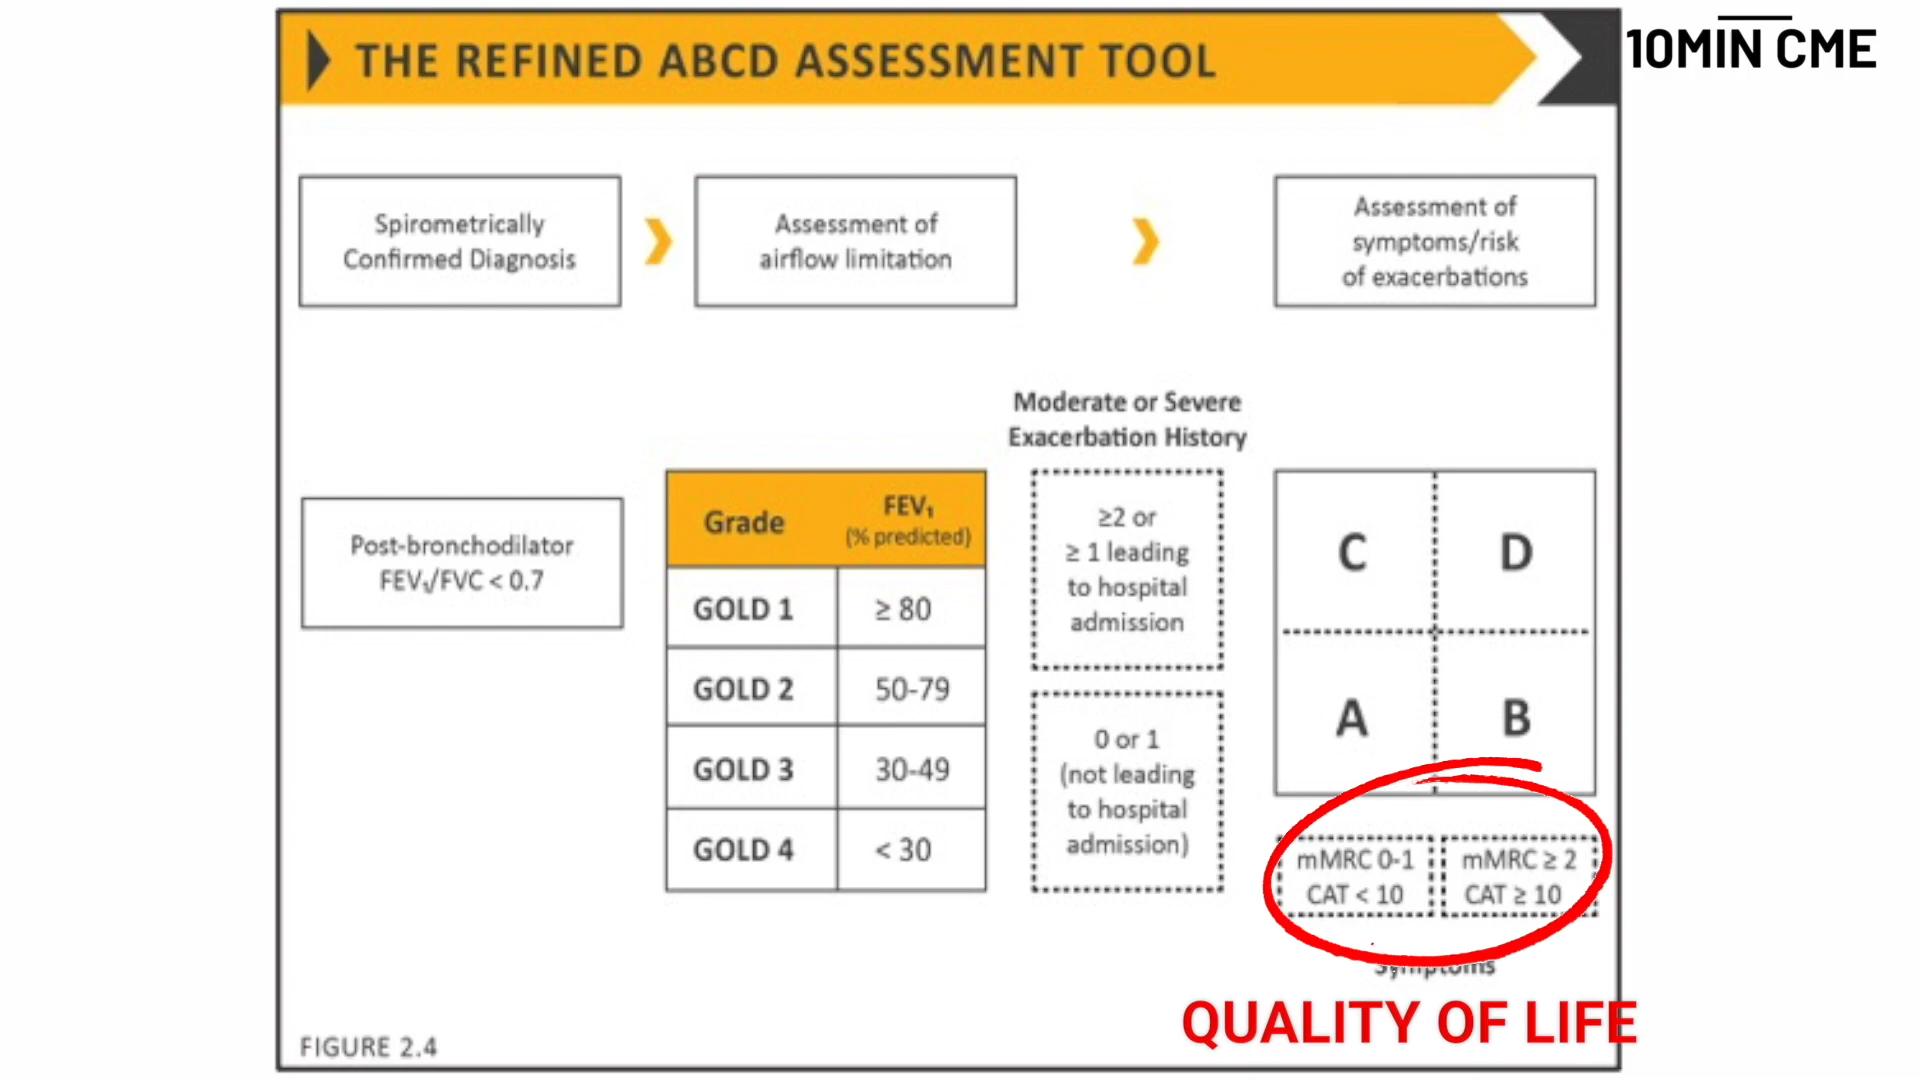 THE REFINED ABCD ASSESSMENT TOOL
10MIN CME
Spirometrically
Confirmed Diagnosis
Assessment of
airflow limitation
Assessment of
symptoms/risk
of exacerbations
Moderate or Severe
Exacerbation History
Post-bronchodilator
FEV₁/FVC < 0.7
Grade
FEV₁
(% predicted)
GOLD 1
≥ 80
GOLD 2
50-79
GOLD 3
30-49
GOLD 4
< 30
≥2 or
≥ 1 leading
to hospital
admission
0 or 1
(not leading
to hospital
admission)
C
D
A
B
mMRC 0-1
CAT < 10
mMRC ≥ 2
CAT ≥ 10
Symptoms
QUALITY OF LIFE
FIGURE 2.4